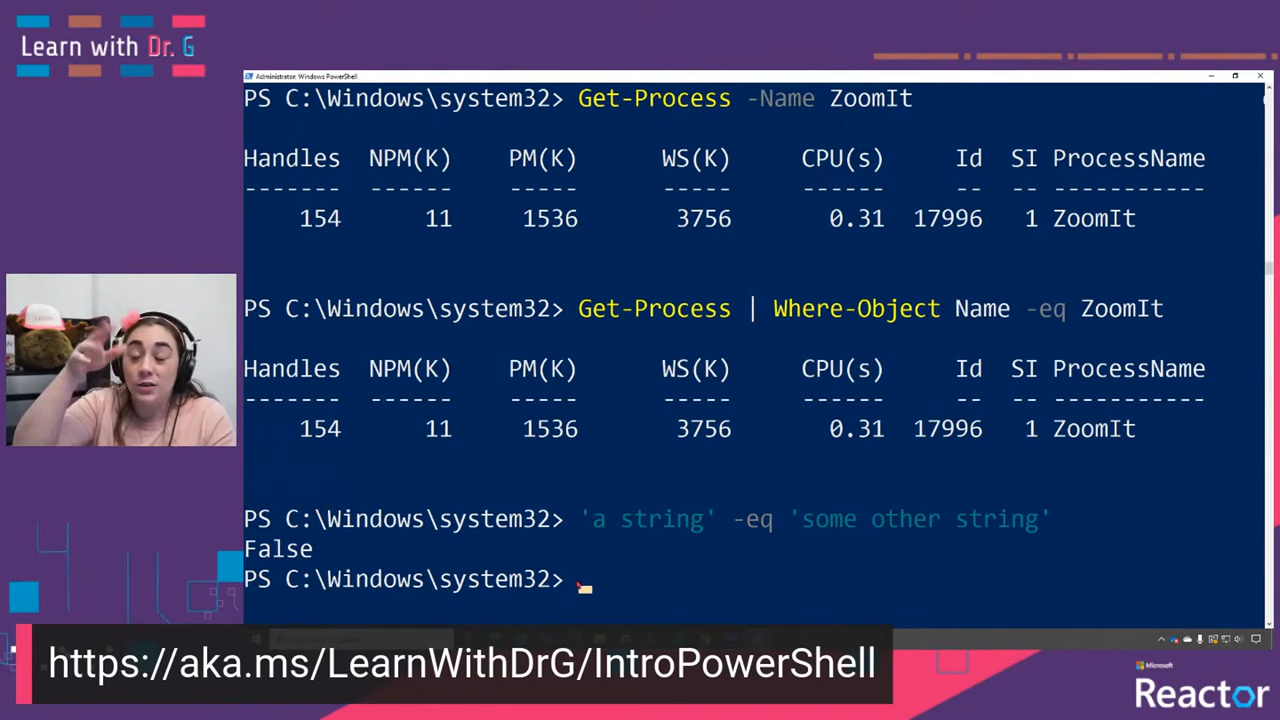 Learn with Dr. G
Administrator: Windows PowerShell
PS C:\Windows\system32> Get-Process -Name ZoomIt
Handles NPM(K) PM(K) WS(K) CPU(s) Id SI ProcessName
------- ------ ----- ----- ------ -- -- -----------
154 11 1536 3756 0.31 17996 1 ZoomIt
PS C:\Windows\system32> Get-Process | Where-Object Name -eq ZoomIt
Handles NPM(K) PM(K) WS(K) CPU(s) Id SI ProcessName
------- ------ ----- ----- ------ -- -- -----------
154 11 1536 3756 0.31 17996 1 ZoomIt
PS C:\Windows\system32> 'a string' -eq 'some other string'
False
PS C:\Windows\system32>
https://aka.ms/LearnWithDrG/IntroPowerShell
Microsoft
Reactor